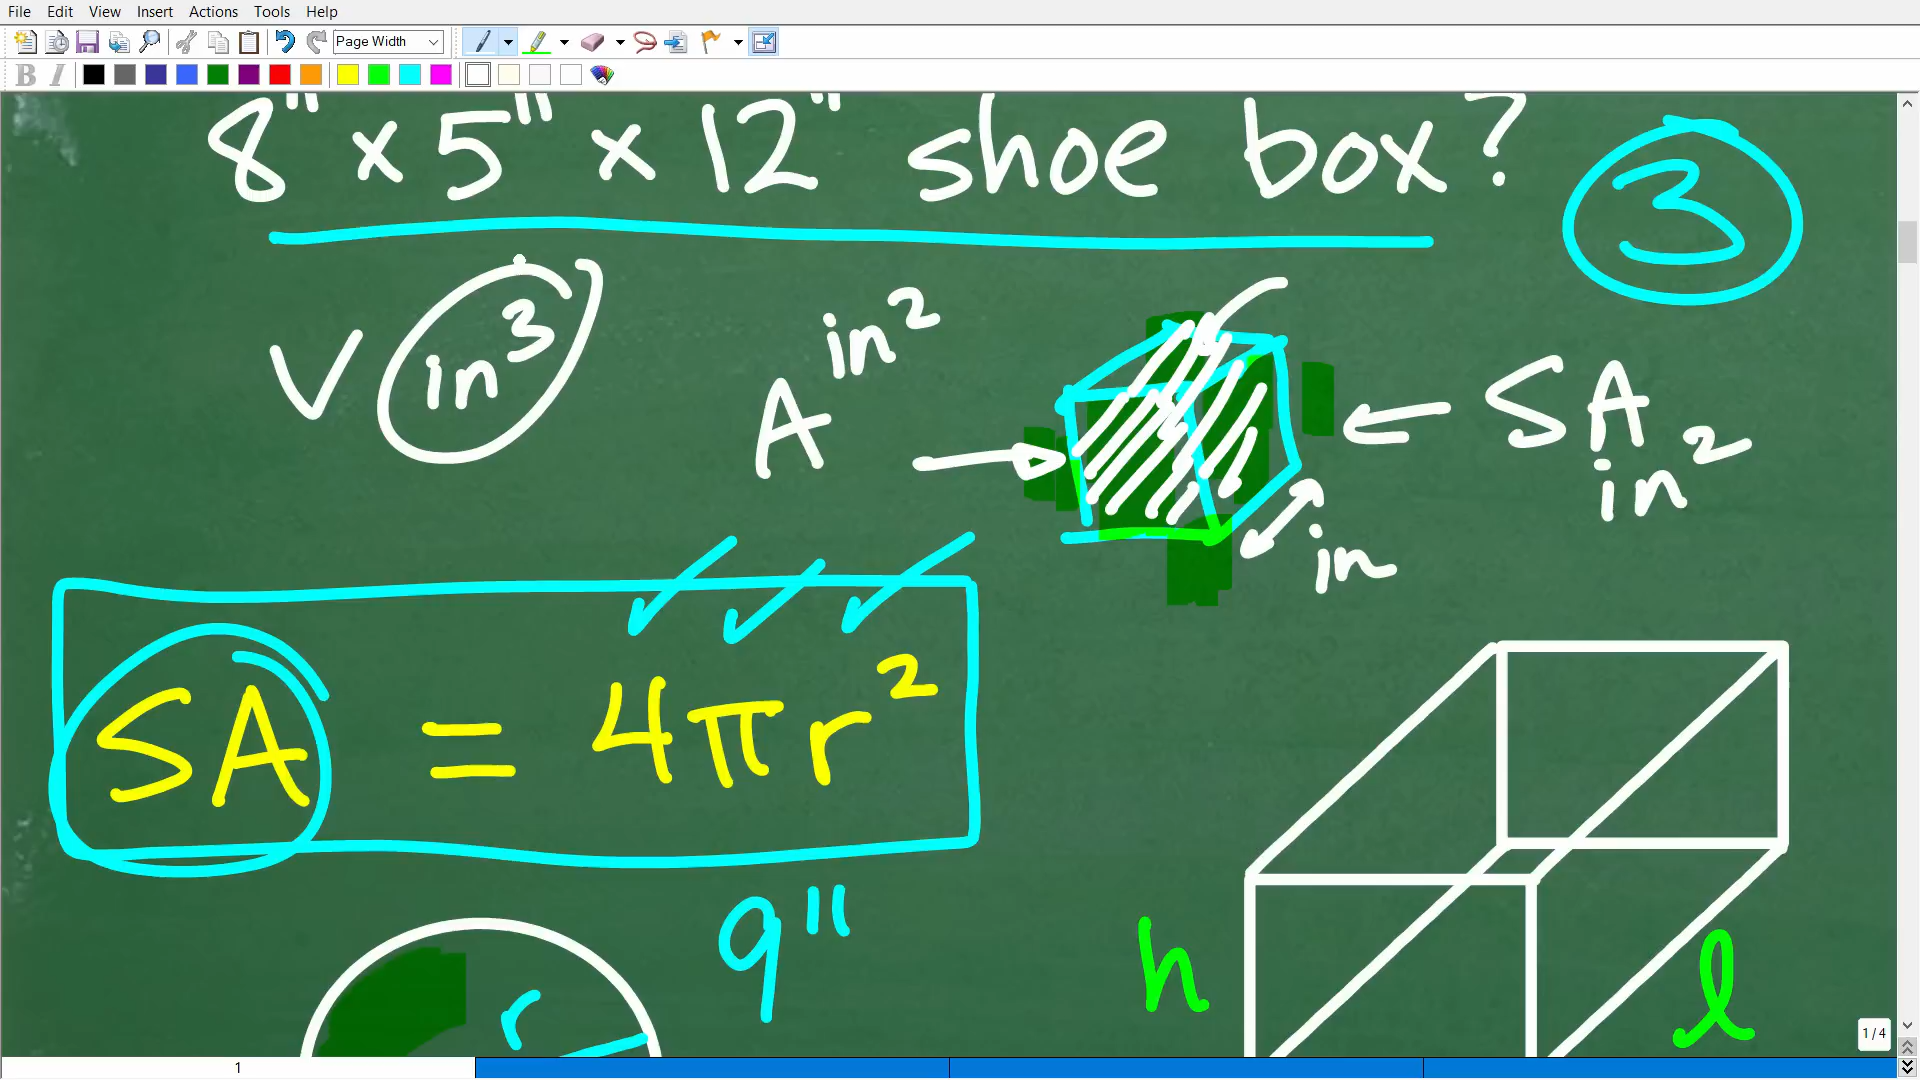 File Edit View Insert Actions Tools Help
Page Width
B I
8" x 5" x 12" shoe box?
3
V in³
A in²
SA in²
in
SA = 4πr²
9"
r
h
l
1 / 4
1